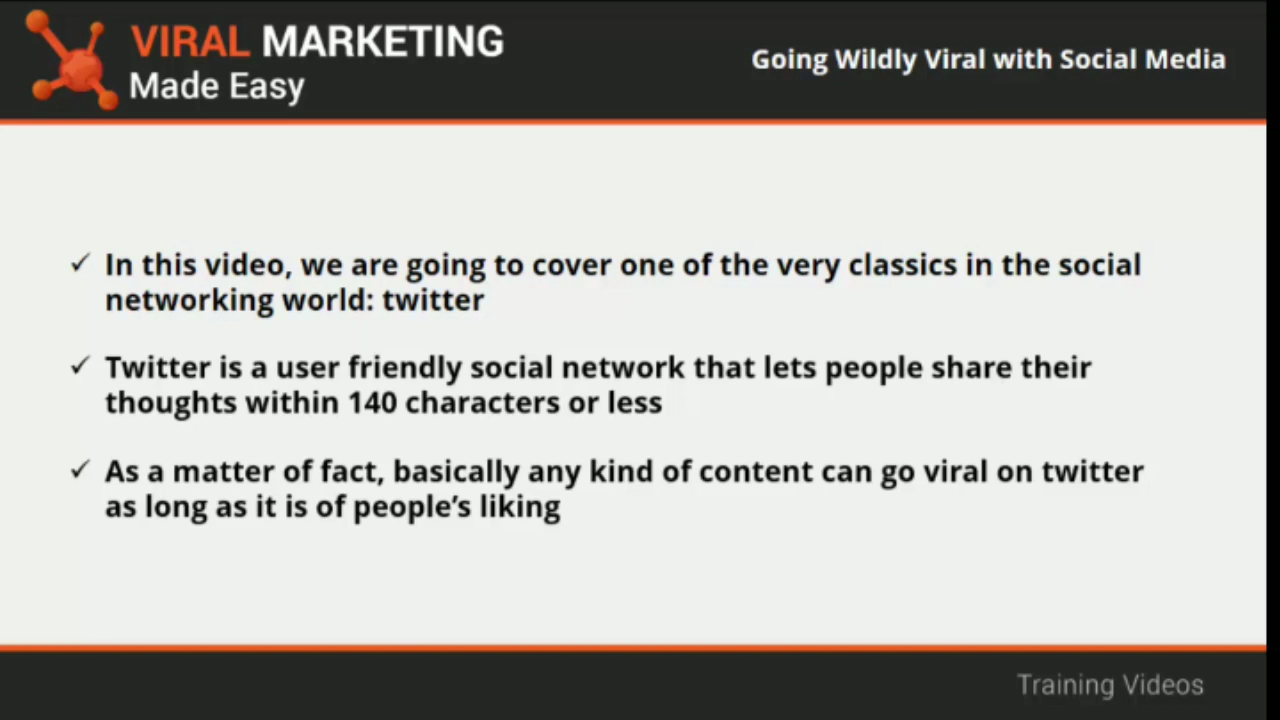 VIRAL MARKETING
Made Easy
Going Wildly Viral with Social Media
✓ In this video, we are going to cover one of the very classics in the social
networking world: twitter
✓ Twitter is a user friendly social network that lets people share their
thoughts within 140 characters or less
✓ As a matter of fact, basically any kind of content can go viral on twitter
as long as it is of people’s liking
Training Videos